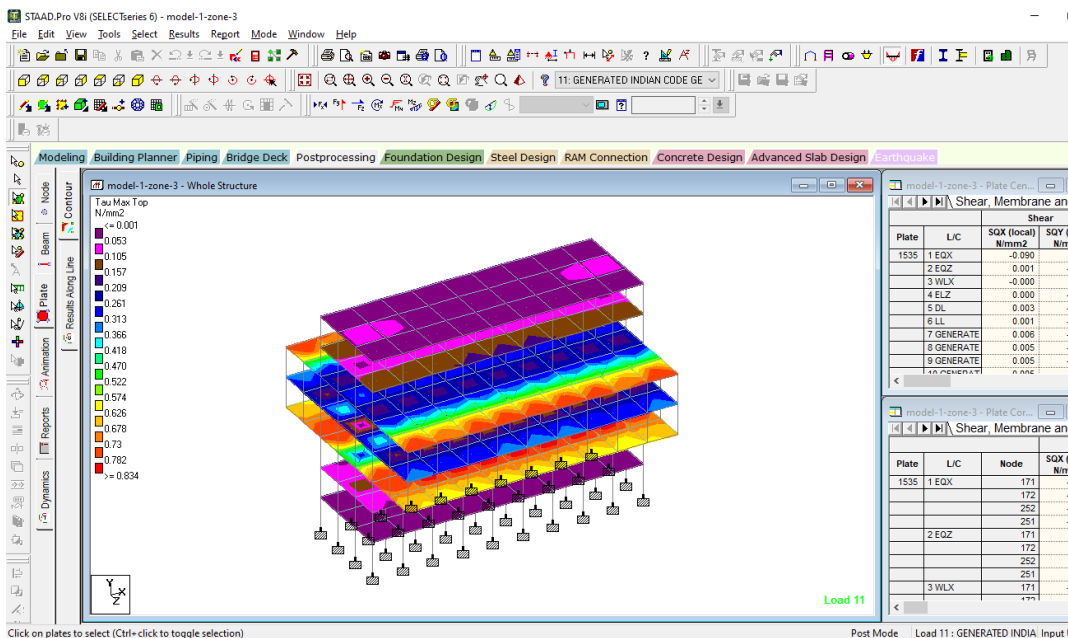 STAAD.Pro V8i (SELECTseries 6) - model-1-zone-3
File Edit View Tools Select Results Report Mode Window Help
11: GENERATED INDIAN CODE GE
Modeling Building Planner Piping Bridge Deck Postprocessing Foundation Design Steel Design RAM Connection Concrete Design Advanced Slab Design Earthquake
Node
Beam
Plate
Animation
Reports
Dynamics
Contour
Results Along Line
model-1-zone-3 - Whole Structure
Tau Max Top
N/mm2
<= 0.001
0.053
0.105
0.157
0.209
0.261
0.313
0.366
0.418
0.470
0.522
0.574
0.626
0.678
0.73
0.782
>= 0.834
Y
X
Z
Load 11
model-1-zone-3 - Plate Cen...
Shear, Membrane an
Shear
Plate L/C SQX (local) N/mm2 SQY ( N/m
1535 1 EQX -0.090
2 EQZ 0.001
3 WLX -0.000
4 ELZ 0.000
5 DL 0.003
6 LL 0.001
7 GENERATE 0.006
8 GENERATE 0.005
9 GENERATE 0.005
10 GENERAT 0.005
model-1-zone-3 - Plate Cor...
Shear, Membrane an
Plate L/C Node SQX ( N/m
1535 1 EQX 171
172
252
251
2 EQZ 171
172
252
251
3 WLX 171
172
Click on plates to select (Ctrl+click to toggle selection)
Post Mode Load 11 : GENERATED INDIA Input